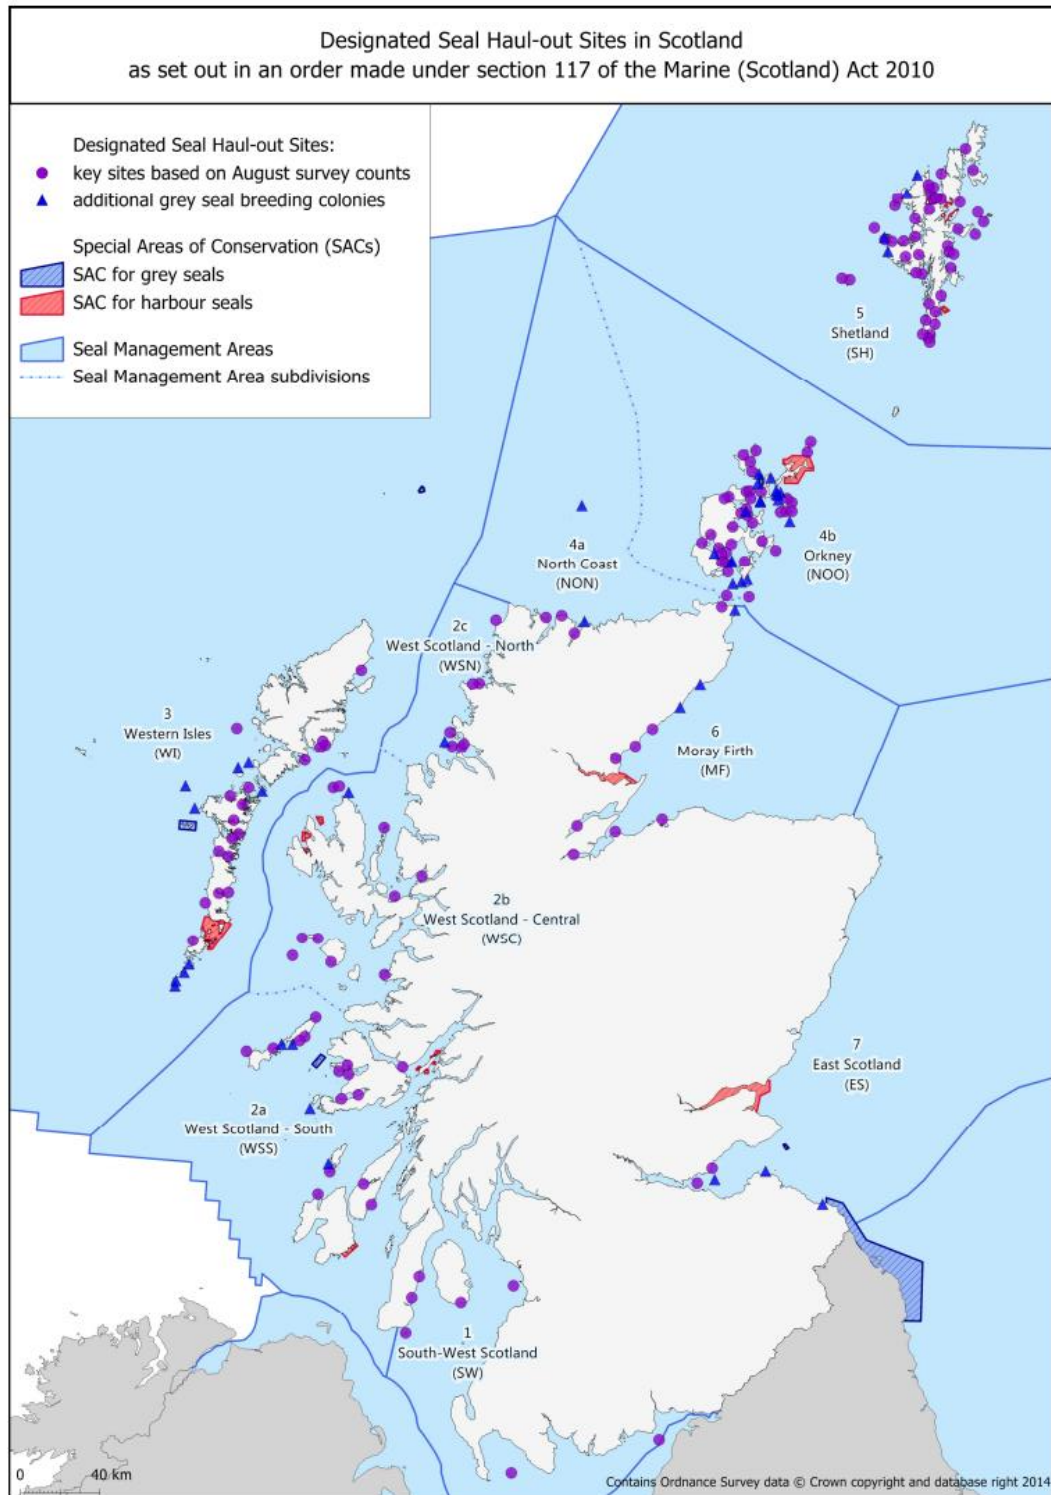 Designated Seal Haul-out Sites in Scotland
as set out in an order made under section 117 of the Marine (Scotland) Act 2010
Designated Seal Haul-out Sites:
key sites based on August survey counts
additional grey seal breeding colonies
Special Areas of Conservation (SACs)
SAC for grey seals
SAC for harbour seals
Seal Management Areas
Seal Management Area subdivisions
5
Shetland
(SH)
4a
North Coast
(NON)
4b
Orkney
(NOO)
2c
West Scotland - North
(WSN)
3
Western Isles
(WI)
6
Moray Firth
(MF)
2b
West Scotland - Central
(WSC)
7
East Scotland
(ES)
2a
West Scotland - South
(WSS)
1
South-West Scotland
(SW)
0 40 km
Contains Ordnance Survey data © Crown copyright and database right 2014